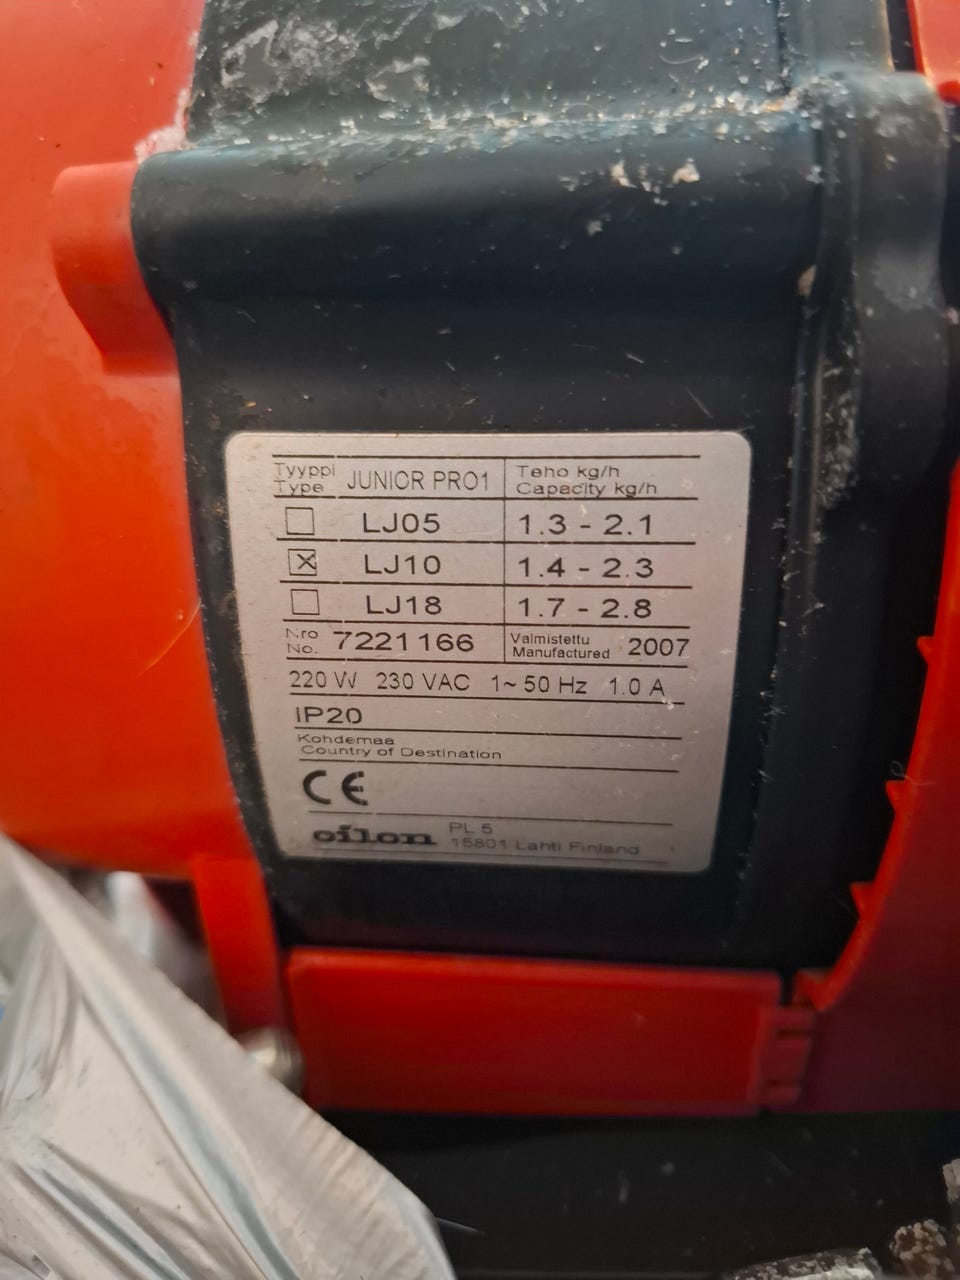 Tyyppi
Type JUNIOR PRO1 Teho kg/h
Capacity kg/h
LJ05 1.3 - 2.1
☒ LJ10 1.4 - 2.3
LJ18 1.7 - 2.8
Nro
No. 7221166 Valmistettu
Manufactured 2007
220 W 230 VAC 1~ 50 Hz 1.0 A
IP20
Kohdemaa
Country of Destination
CE
oilon PL 5
15801 Lahti Finland